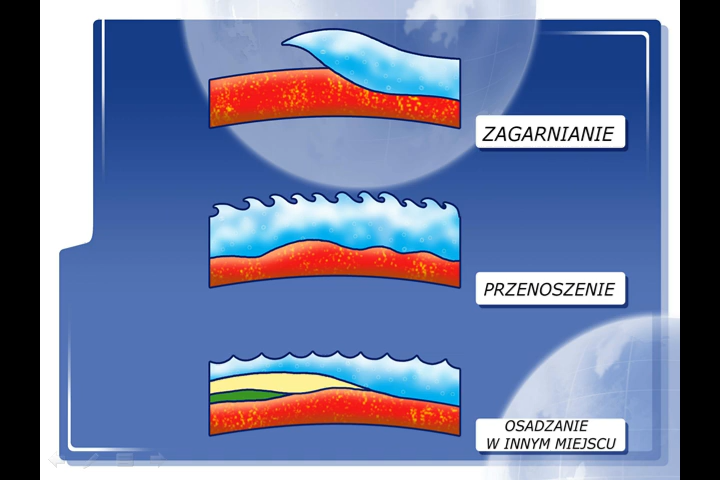 ZAGARNIANIE
PRZENOSZENIE
OSADZANIE
W INNYM MIEJSCU